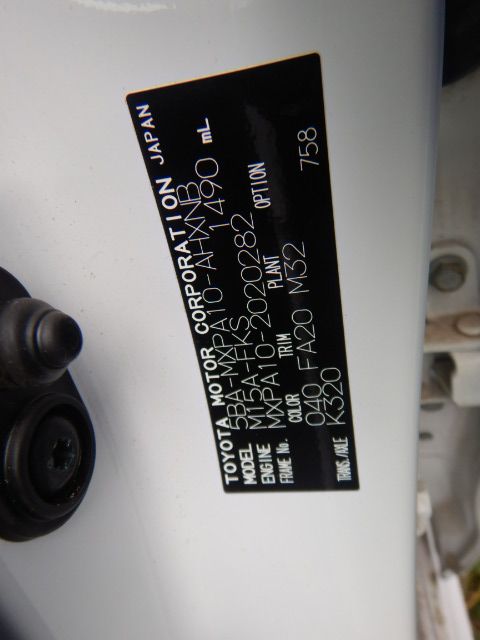 TOYOTA MOTOR CORPORATION JAPAN
MODEL 5BA-MXPA10-AHXNB
ENGINE M15A-FKS 1490 mL
FRAME No. MXPA10-2020282
COLOR TRIM PLANT OPTION
040 FA20 M32 758
TRANS./AXLE K320